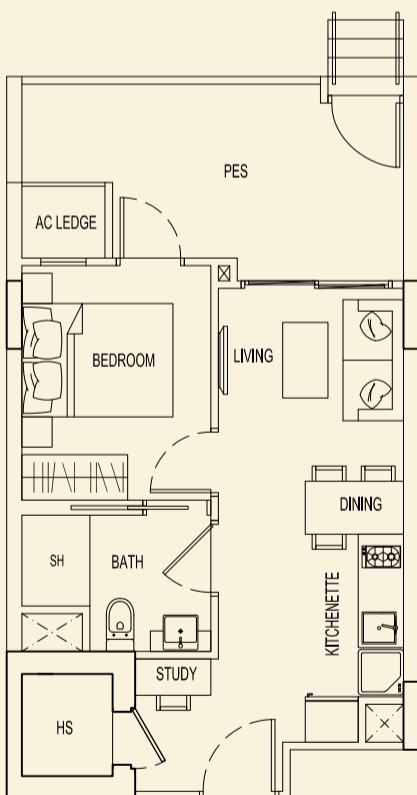 PES
AC LEDGE
BEDROOM
LIVING
DINING
SH
BATH
KITCHENETTE
STUDY
HS